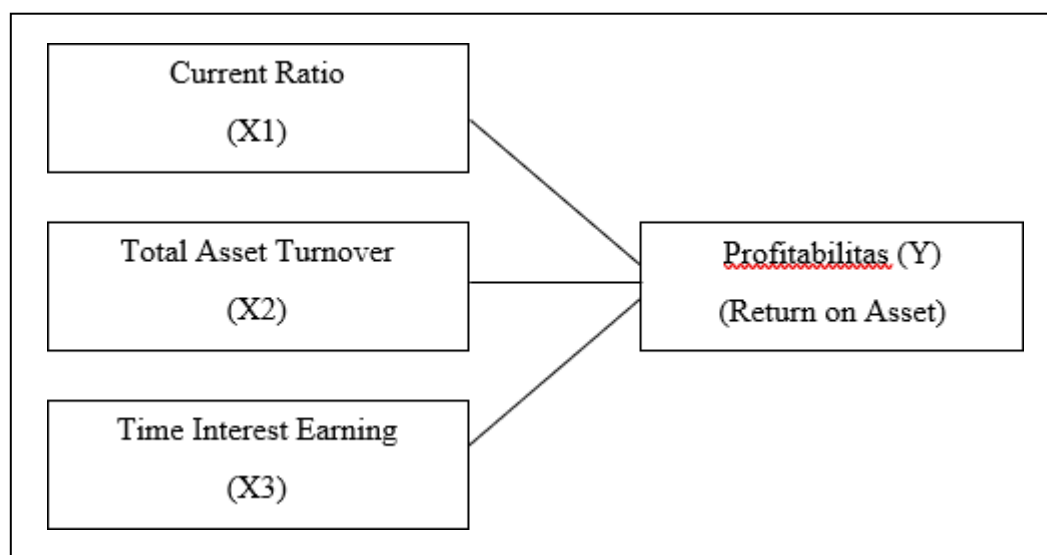 Current Ratio
(X1)
Total Asset Turnover
(X2)
Time Interest Earning
(X3)
Profitabilitas (Y)
(Return on Asset)